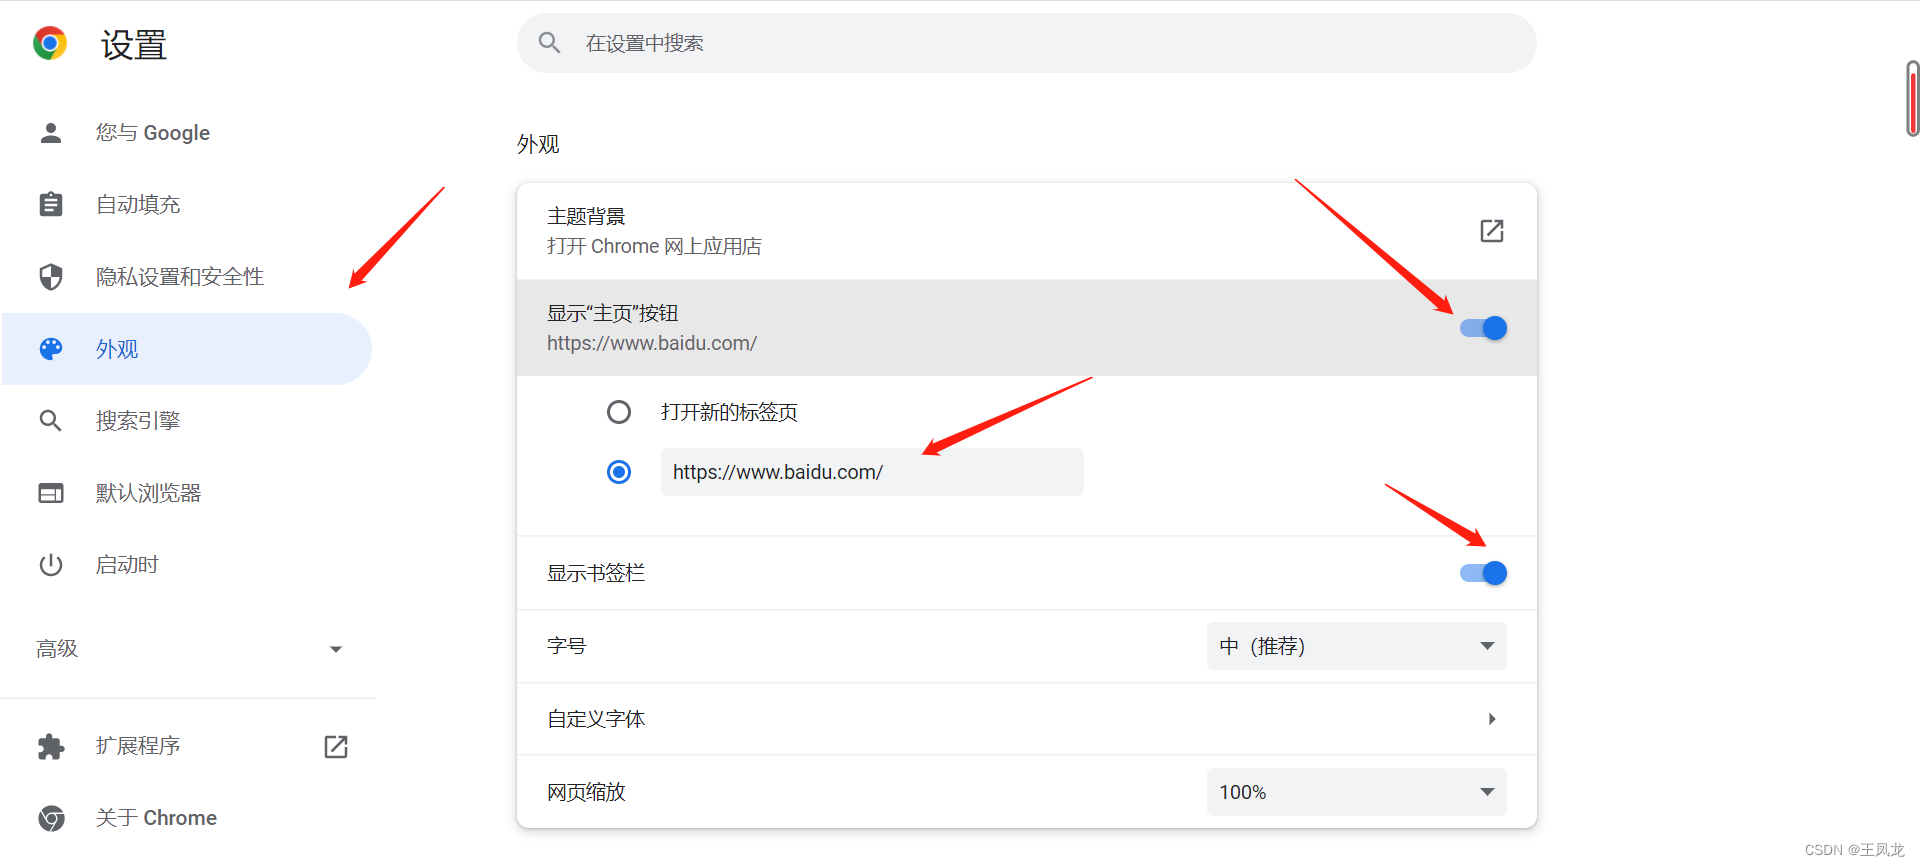 设置
在设置中搜索
您与 Google
自动填充
隐私设置和安全性
外观
搜索引擎
默认浏览器
启动时
高级
扩展程序
关于 Chrome
外观
主题背景
打开 Chrome 网上应用店
显示“主页”按钮
https://www.baidu.com/
打开新的标签页
https://www.baidu.com/
显示书签栏
字号
中（推荐）
自定义字体
网页缩放
100%
CSDN @王凤龙